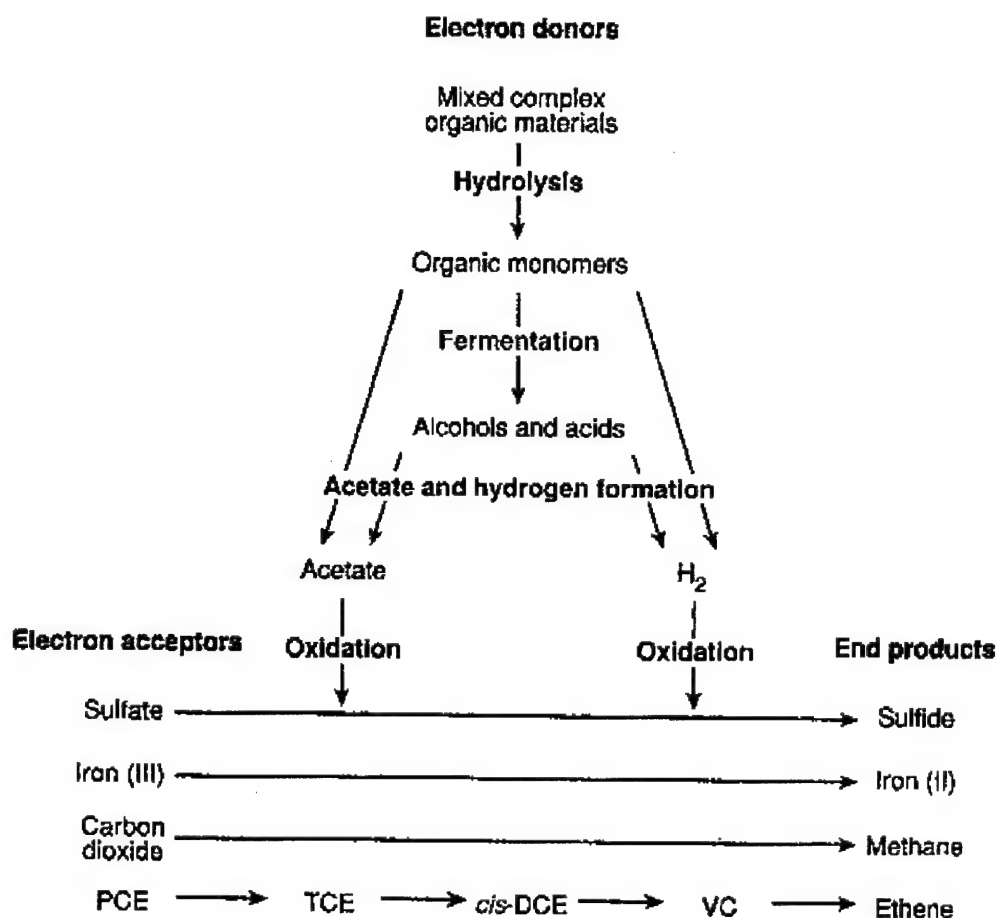 Electron donors
Mixed complex
organic materials
Hydrolysis
Organic monomers
Fermentation
Alcohols and acids
Acetate and hydrogen formation
Acetate
H₂
Electron acceptors
Oxidation
Oxidation
End products
Sulfate
Sulfide
Iron (III)
Iron (II)
Carbon
dioxide
Methane
PCE
TCE
cis-DCE
VC
Ethene